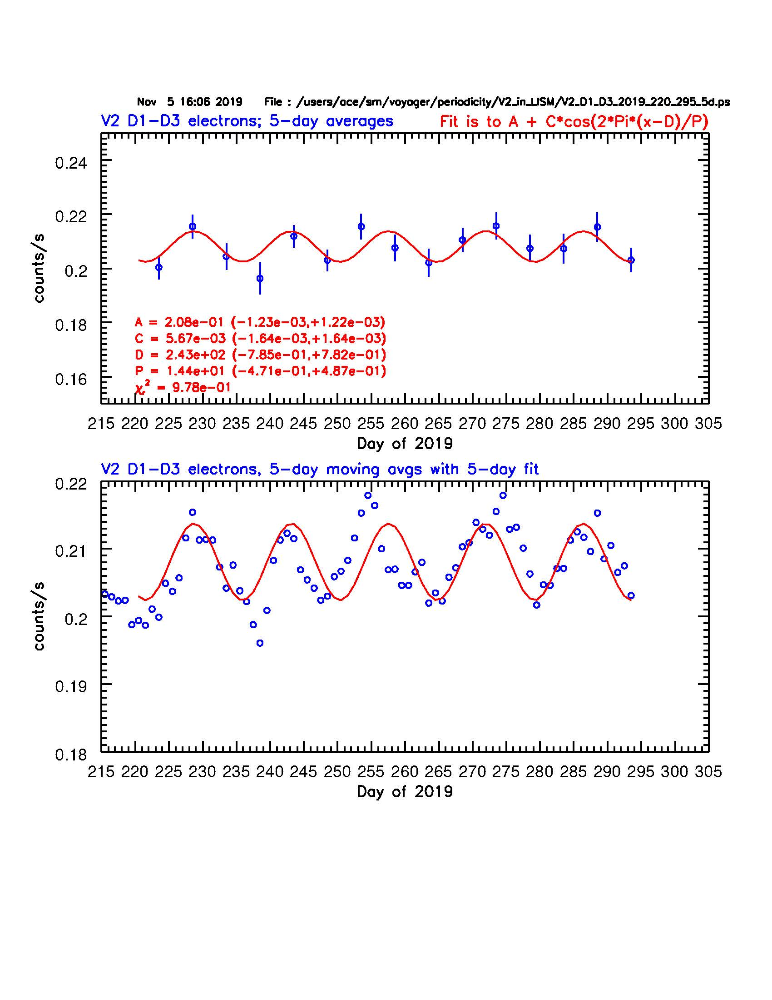 Nov 5 16:06 2019 File : /users/ace/sm/voyager/periodicity/V2_in_LISM/V2_D1_D3_2019_220_295_5d.ps
V2 D1-D3 electrons; 5-day averages Fit is to A + C*cos(2*Pi*(x-D)/P)
0.24
0.22
0.2
0.18
0.16
counts/s
A = 2.08e-01 (-1.23e-03,+1.22e-03)
C = 5.67e-03 (-1.64e-03,+1.64e-03)
D = 2.43e+02 (-7.85e-01,+7.82e-01)
P = 1.44e+01 (-4.71e-01,+4.87e-01)
χr² = 9.78e-01
215 220 225 230 235 240 245 250 255 260 265 270 275 280 285 290 295 300 305
Day of 2019
V2 D1-D3 electrons, 5-day moving avgs with 5-day fit
0.22
0.21
0.2
0.19
0.18
counts/s
215 220 225 230 235 240 245 250 255 260 265 270 275 280 285 290 295 300 305
Day of 2019